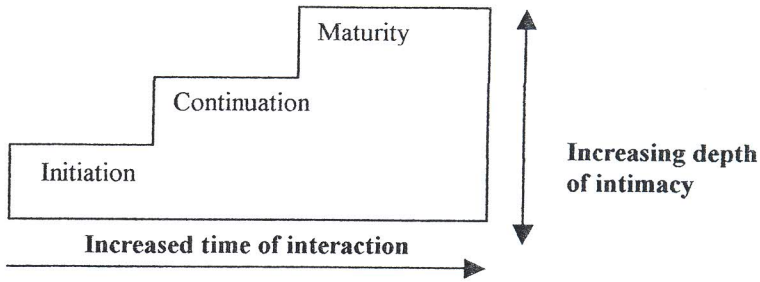 Maturity
Continuation
Initiation
Increasing depth
of intimacy
Increased time of interaction